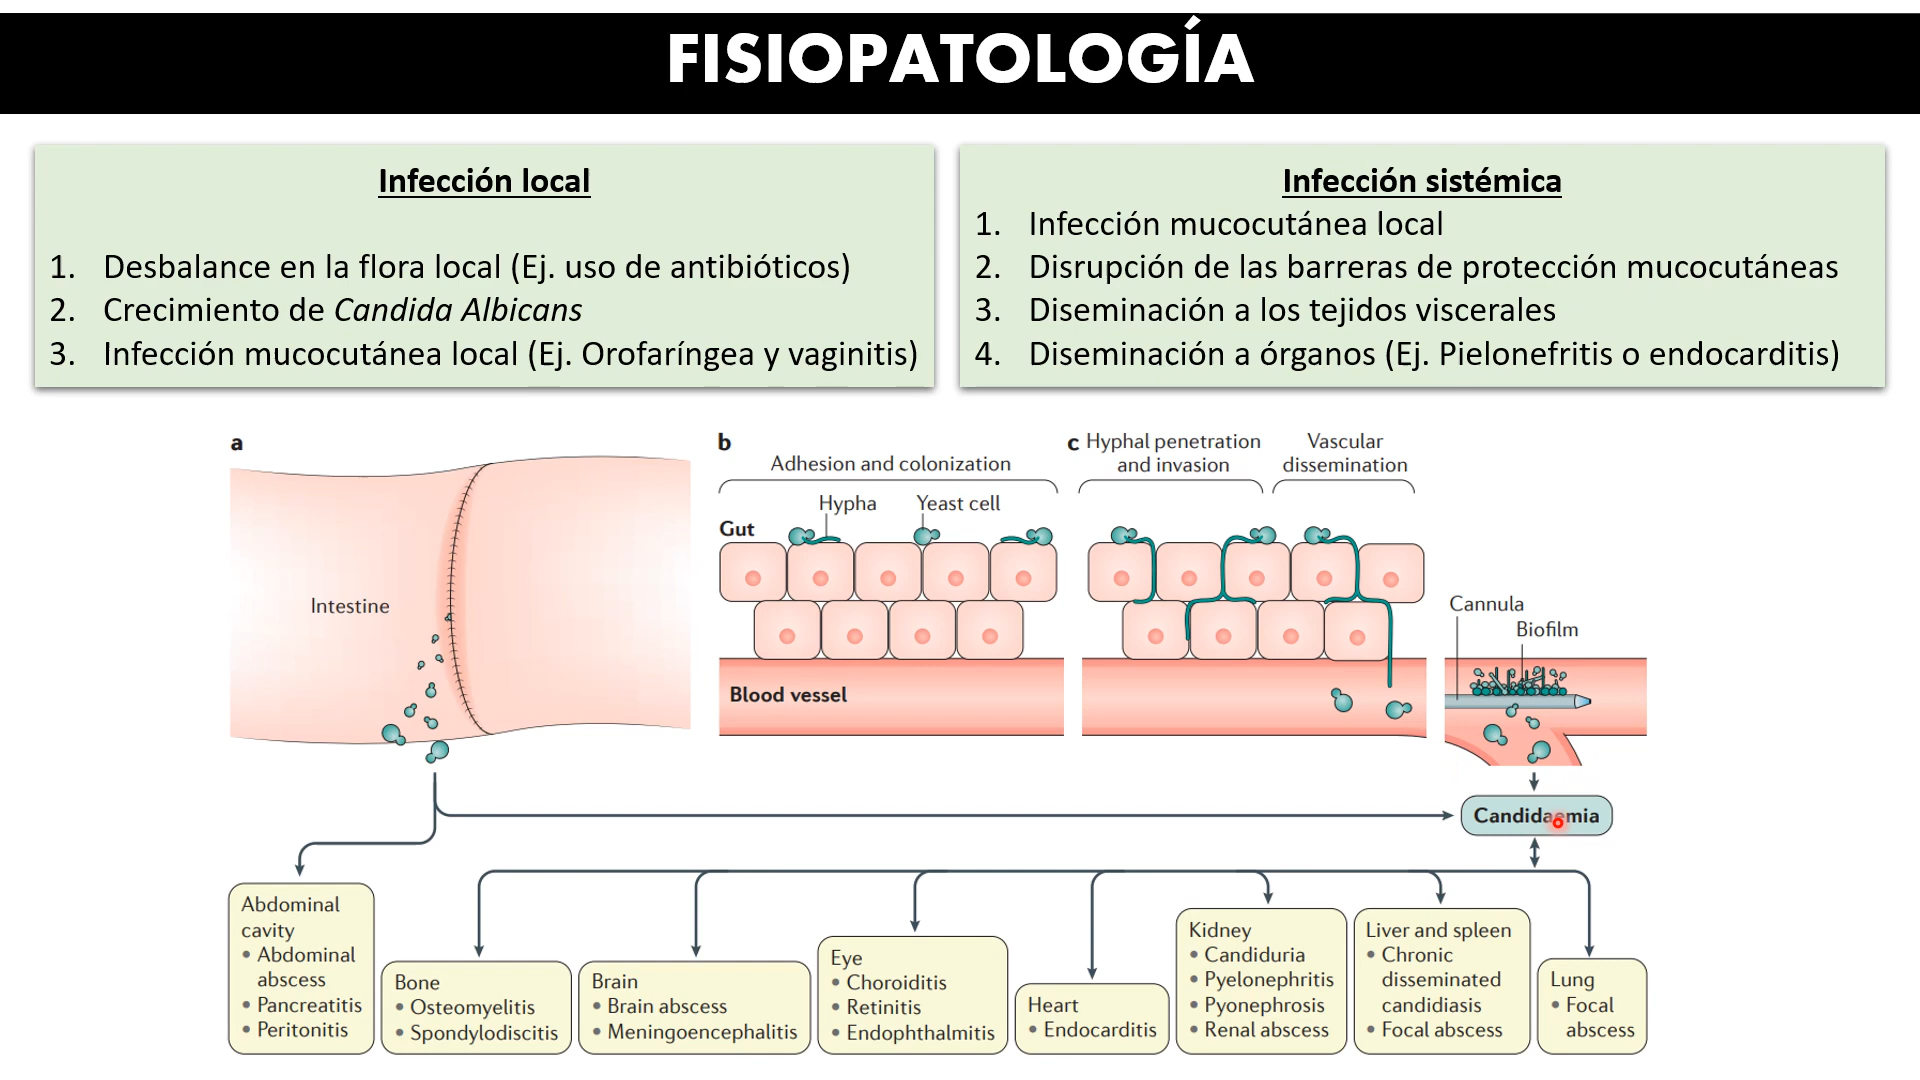 FISIOPATOLOGÍA
Infección local
1. Desbalance en la flora local (Ej. uso de antibióticos)
2. Crecimiento de Candida Albicans
3. Infección mucocutánea local (Ej. Orofaríngea y vaginitis)
Infección sistémica
1. Infección mucocutánea local
2. Disrupción de las barreras de protección mucocutáneas
3. Diseminación a los tejidos viscerales
4. Diseminación a órganos (Ej. Pielonefritis o endocarditis)
a
Intestine
b
Adhesion and colonization
Hypha
Yeast cell
Gut
Blood vessel
c
Hyphal penetration
and invasion
Vascular
dissemination
Cannula
Biofilm
Candidaemia
Abdominal
cavity
• Abdominal
abscess
• Pancreatitis
• Peritonitis
Bone
• Osteomyelitis
• Spondylodiscitis
Brain
• Brain abscess
• Meningoencephalitis
Eye
• Choroiditis
• Retinitis
• Endophthalmitis
Heart
• Endocarditis
Kidney
• Candiduria
• Pyelonephritis
• Pyonephrosis
• Renal abscess
Liver and spleen
• Chronic
disseminated
candidiasis
• Focal abscess
Lung
• Focal
abscess